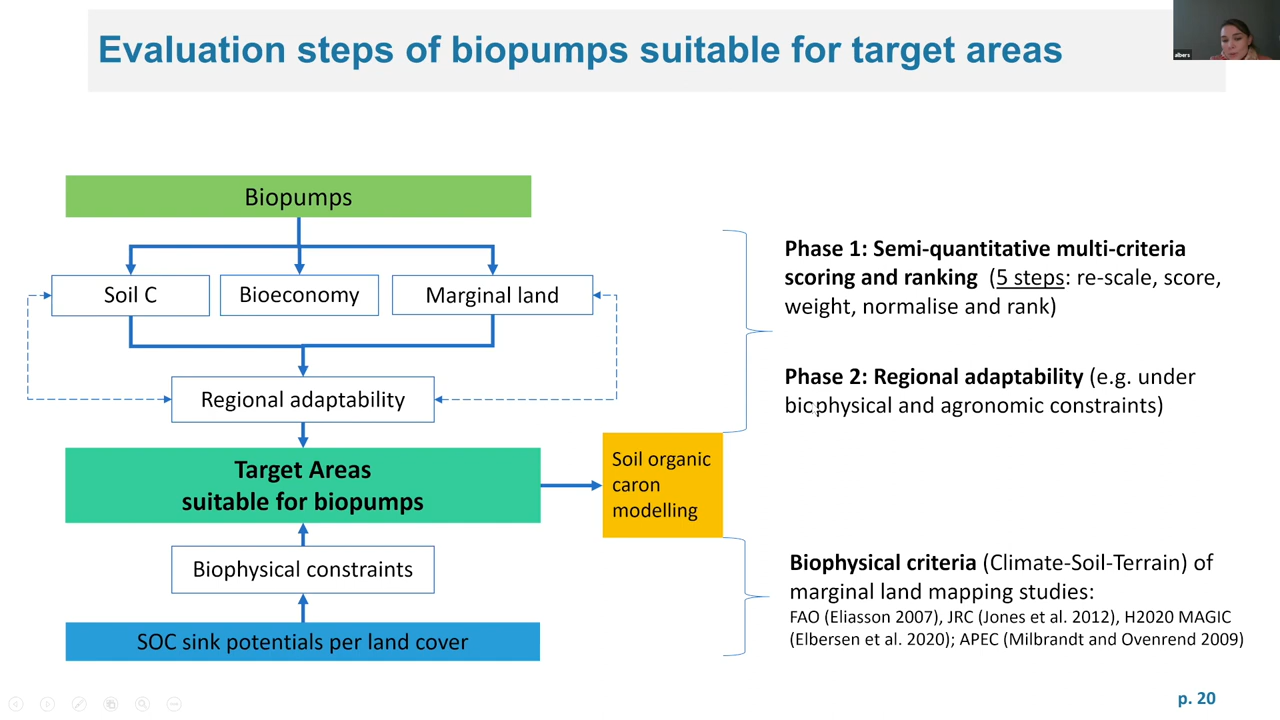 Evaluation steps of biopumps suitable for target areas
albers
Biopumps
Soil C
Bioeconomy
Marginal land
Regional adaptability
Target Areas
suitable for biopumps
Soil organic
caron
modelling
Biophysical constraints
SOC sink potentials per land cover
Phase 1: Semi-quantitative multi-criteria
scoring and ranking (5 steps: re-scale, score,
weight, normalise and rank)
Phase 2: Regional adaptability (e.g. under
biophysical and agronomic constraints)
Biophysical criteria (Climate-Soil-Terrain) of
marginal land mapping studies:
FAO (Eliasson 2007), JRC (Jones et al. 2012), H2020 MAGIC
(Elbersen et al. 2020); APEC (Milbrandt and Ovenrend 2009)
p. 20